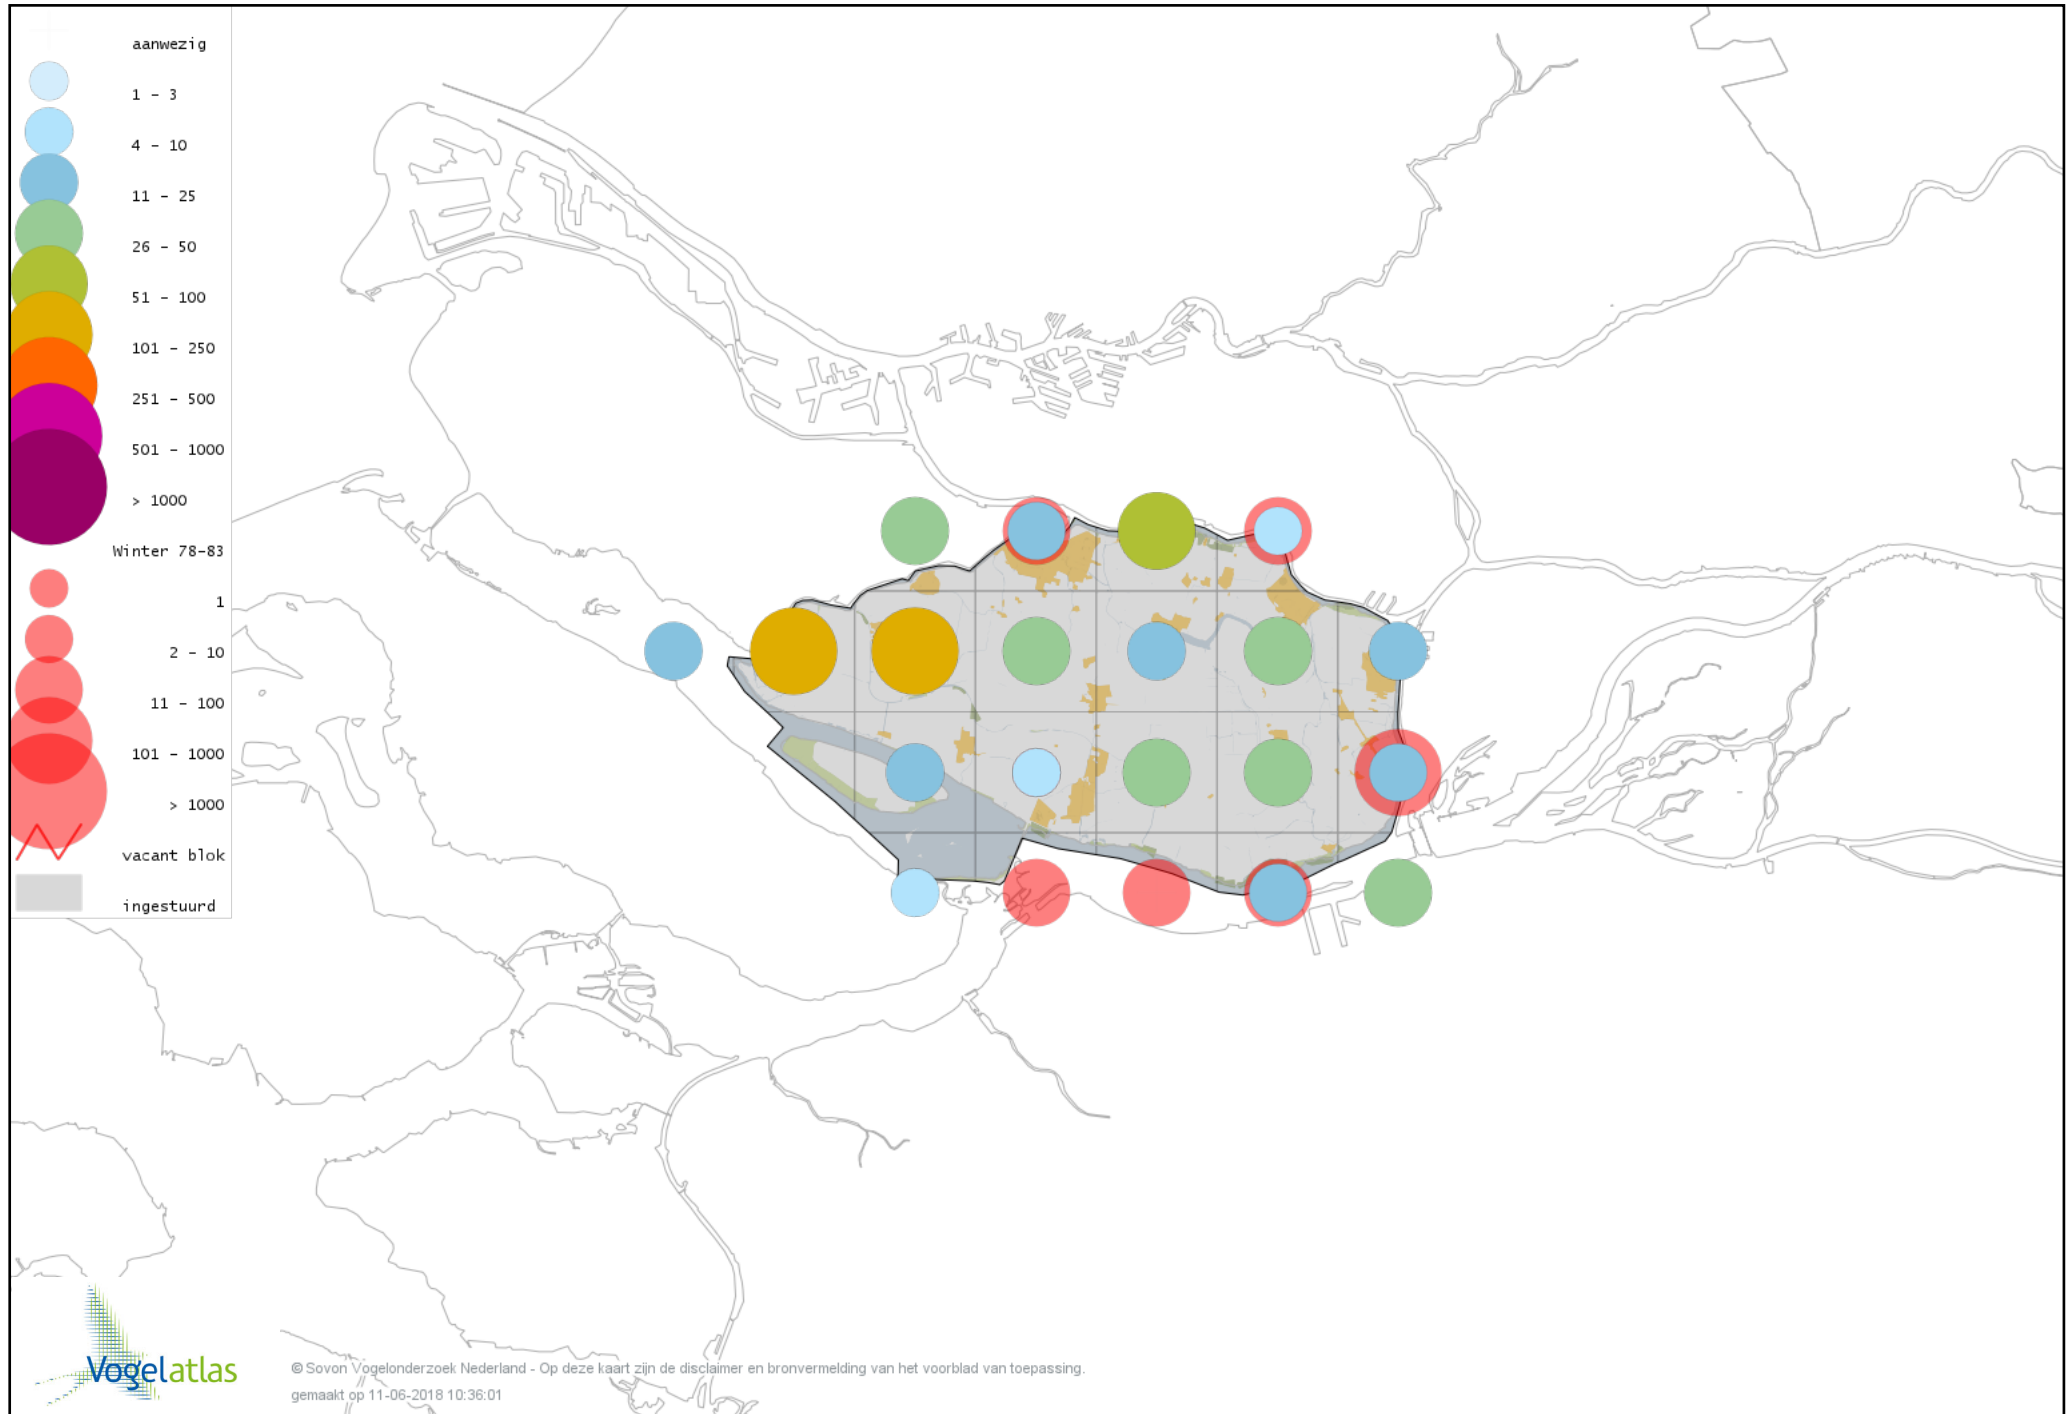 aanwezig
1 - 3
4 - 10
11 - 25
26 - 50
51 - 100
101 - 250
251 - 500
501 - 1000
> 1000
Winter 78-83
1
2 - 10
11 - 100
101 - 1000
> 1000
vacant blok
ingestuurd
Vogelatlas
© Sovon Vogelonderzoek Nederland - Op deze kaart zijn de disclaimer en bronvermelding van het voorblad van toepassing.
gemaakt op 11-06-2018 10:36:01